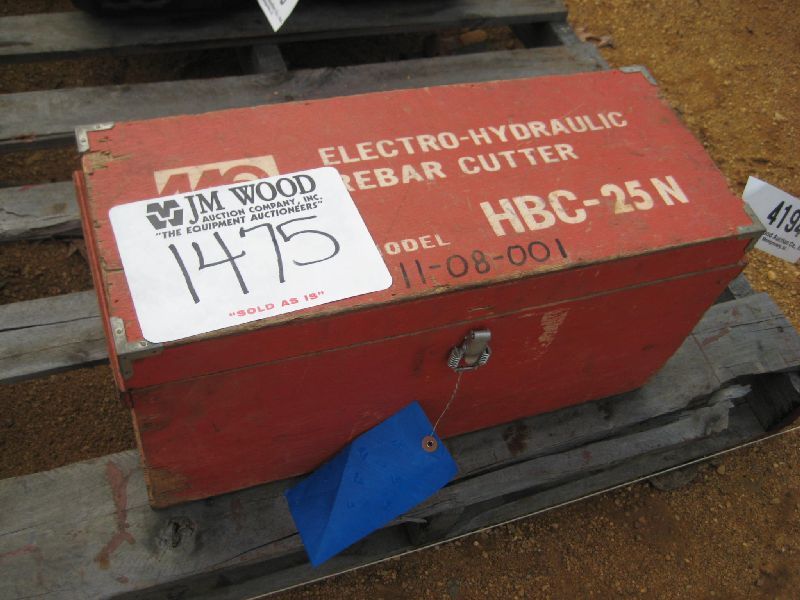 ELECTRO-HYDRAULIC
REBAR CUTTER
MODEL HBC-25N
11-08-001
JM WOOD
AUCTION COMPANY, INC.
"THE EQUIPMENT AUCTIONEERS"
1475
"SOLD AS IS"
4194